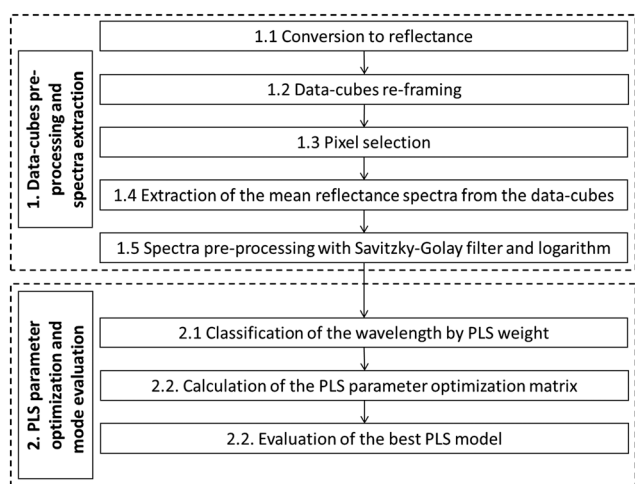 1. Data-cubes pre-
processing and
spectra extraction
1.1 Conversion to reflectance
1.2 Data-cubes re-framing
1.3 Pixel selection
1.4 Extraction of the mean reflectance spectra from the data-cubes
1.5 Spectra pre-processing with Savitzky-Golay filter and logarithm
2. PLS parameter
optimization and
mode evaluation
2.1 Classification of the wavelength by PLS weight
2.2. Calculation of the PLS parameter optimization matrix
2.2. Evaluation of the best PLS model